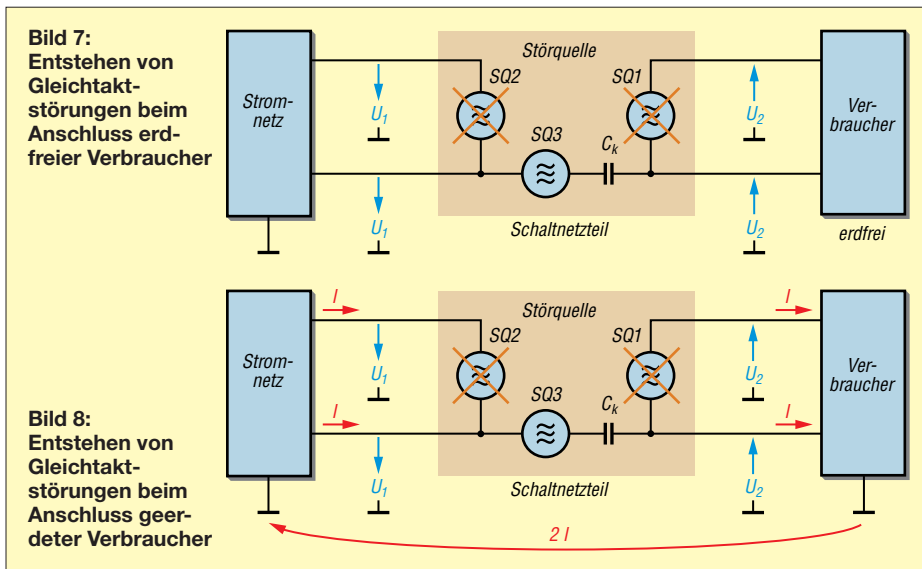 Bild 7:
Entstehen von
Gleichtakt-
störungen beim
Anschluss erd-
freier Verbraucher
Strom-
netz
U1
U1
Störquelle
SQ2
SQ1
SQ3
Ck
Schaltnetzteil
U2
U2
Ver-
braucher
erdfrei
Bild 8:
Entstehen von
Gleichtakt-
störungen beim
Anschluss geer-
deter Verbraucher
Strom-
netz
I
I
U1
U1
Störquelle
SQ2
SQ1
SQ3
Ck
Schaltnetzteil
U2
U2
I
I
Ver-
braucher
2 I